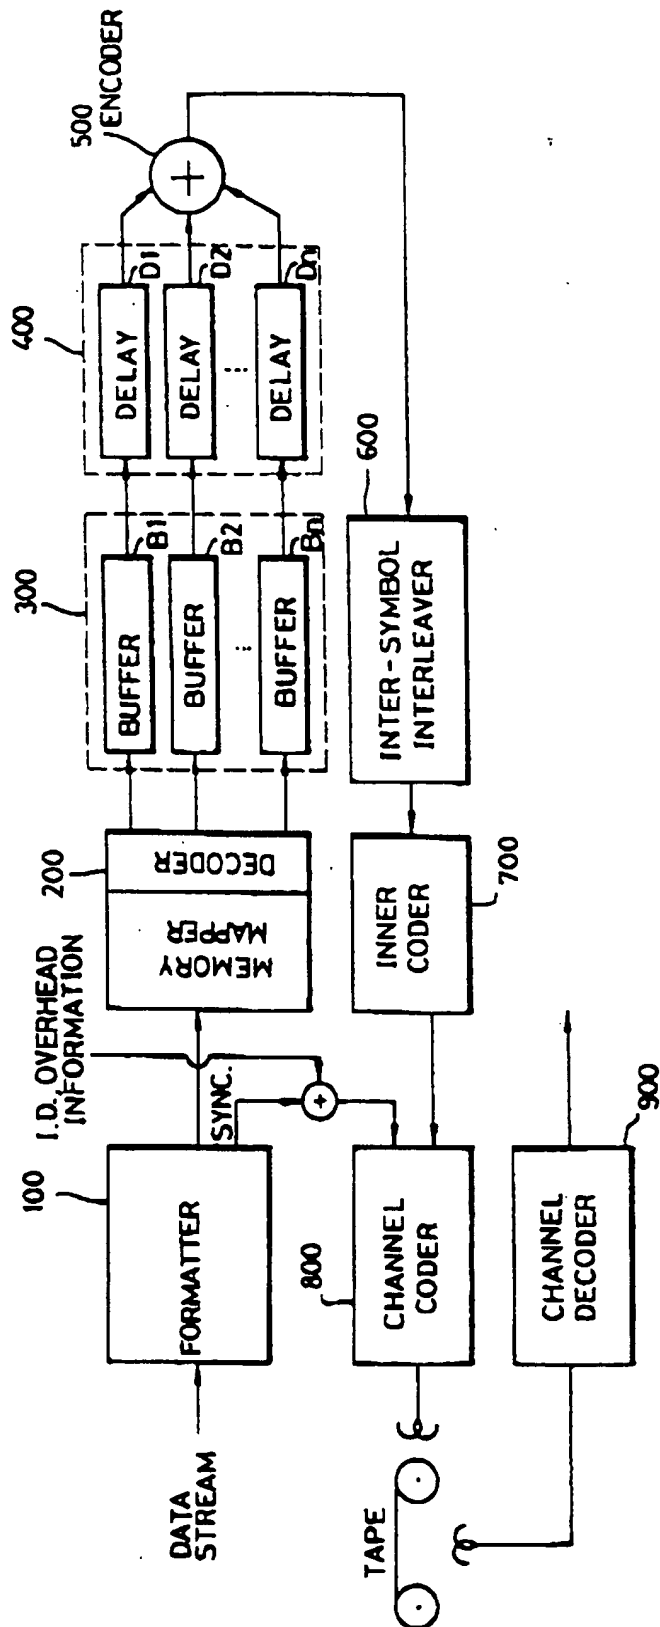 DATA
STREAM
100
FORMATTER
I.D., OVERHEAD
INFORMATION
SYNC.
+
200
MEMORY
MAPPER
DECODER
300
BUFFER
B1
BUFFER
B2
...
BUFFER
Bn
400
DELAY
D1
DELAY
D2
...
DELAY
Dn
500
ENCODER
+
600
INTER-SYMBOL
INTERLEAVER
700
INNER
CODER
800
CHANNEL
CODER
TAPE
900
CHANNEL
DECODER